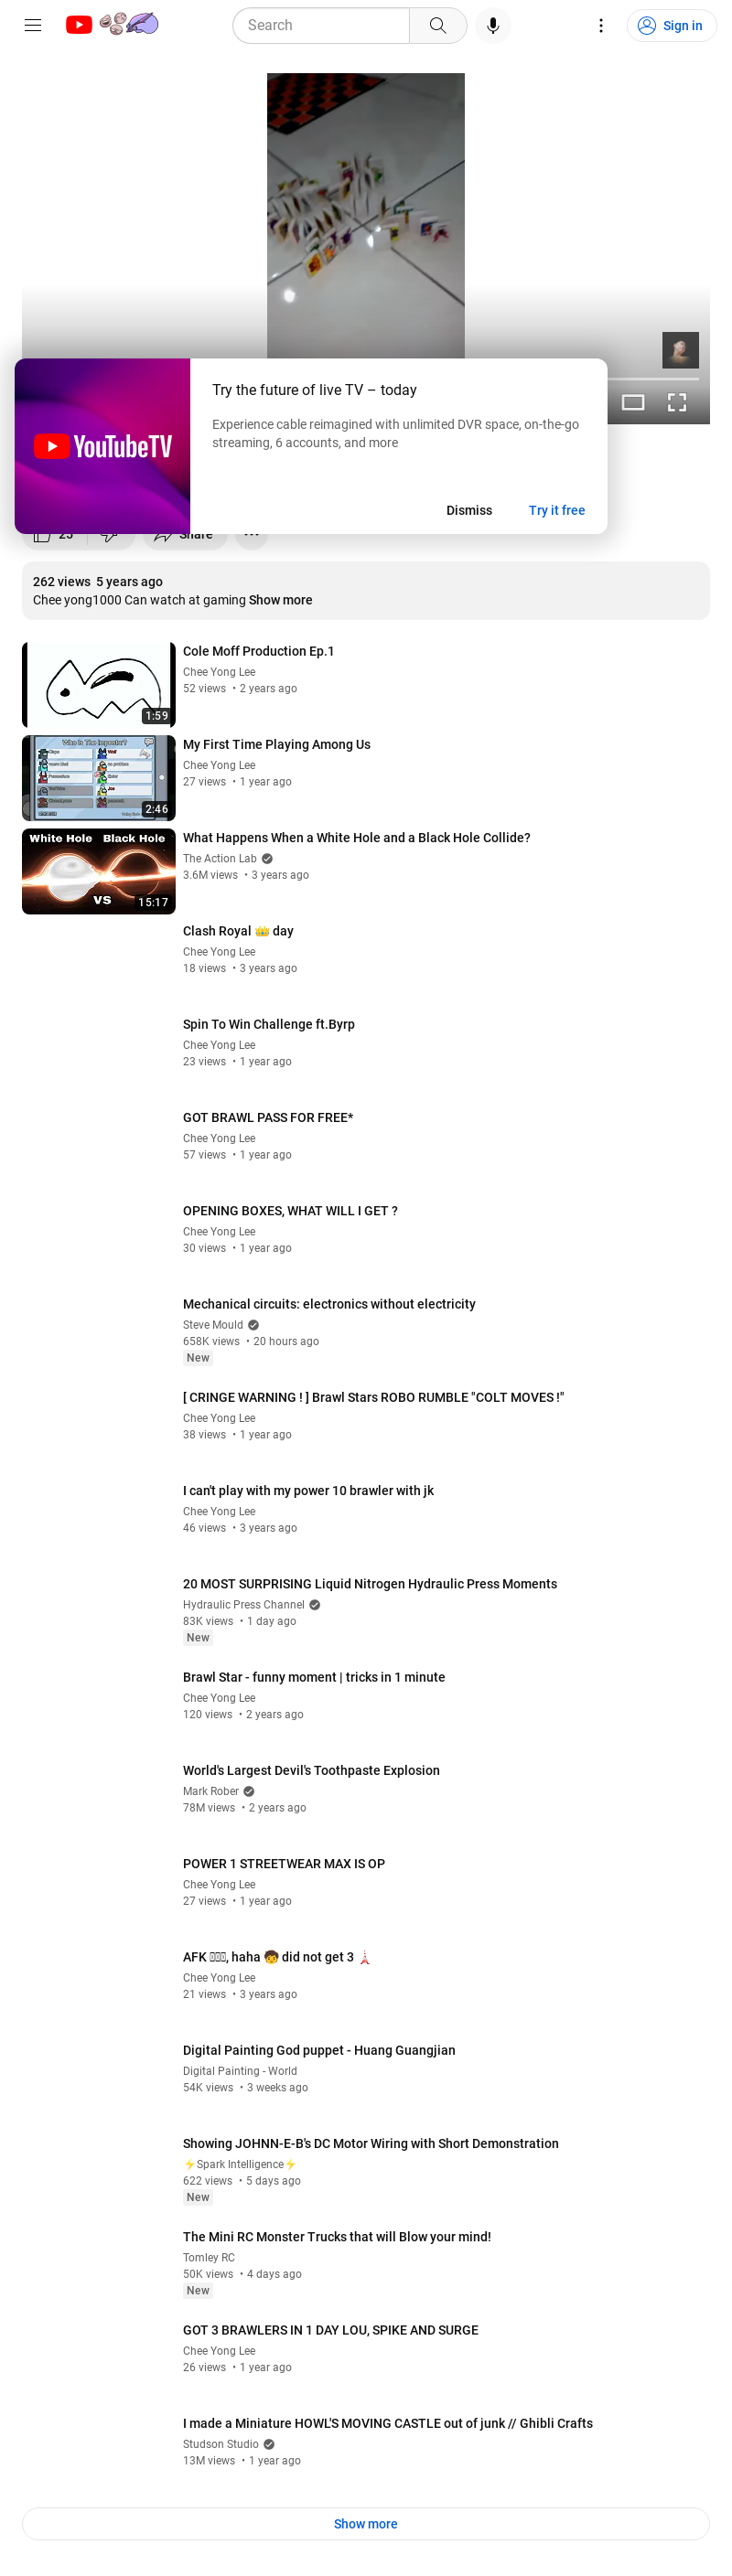 Search
Sign in
YouTubeTV
Try the future of live TV – today
Experience cable reimagined with unlimited DVR space, on-the-go
streaming, 6 accounts, and more
Dismiss
Try it free
25
Share
262 views 5 years ago
Chee yong1000 Can watch at gaming Show more
Cole Moff Production Ep.1
Chee Yong Lee
52 views • 2 years ago
1:59
My First Time Playing Among Us
Chee Yong Lee
27 views • 1 year ago
Who Is The Impostor?
2:46
What Happens When a White Hole and a Black Hole Collide?
The Action Lab
3.6M views • 3 years ago
White Hole Black Hole
VS
15:17
Clash Royal 👑 day
Chee Yong Lee
18 views • 3 years ago
Spin To Win Challenge ft.Byrp
Chee Yong Lee
23 views • 1 year ago
GOT BRAWL PASS FOR FREE*
Chee Yong Lee
57 views • 1 year ago
OPENING BOXES, WHAT WILL I GET ?
Chee Yong Lee
30 views • 1 year ago
Mechanical circuits: electronics without electricity
Steve Mould
658K views • 20 hours ago
New
[ CRINGE WARNING ! ] Brawl Stars ROBO RUMBLE "COLT MOVES !"
Chee Yong Lee
38 views • 1 year ago
I can't play with my power 10 brawler with jk
Chee Yong Lee
46 views • 3 years ago
20 MOST SURPRISING Liquid Nitrogen Hydraulic Press Moments
Hydraulic Press Channel
83K views • 1 day ago
New
Brawl Star - funny moment | tricks in 1 minute
Chee Yong Lee
120 views • 2 years ago
World's Largest Devil's Toothpaste Explosion
Mark Rober
78M views • 2 years ago
POWER 1 STREETWEAR MAX IS OP
Chee Yong Lee
27 views • 1 year ago
AFK , haha 🧒 did not get 3 🗼
Chee Yong Lee
21 views • 3 years ago
Digital Painting God puppet - Huang Guangjian
Digital Painting - World
54K views • 3 weeks ago
Showing JOHNN-E-B's DC Motor Wiring with Short Demonstration
⚡Spark Intelligence⚡
622 views • 5 days ago
New
The Mini RC Monster Trucks that will Blow your mind!
Tomley RC
50K views • 4 days ago
New
GOT 3 BRAWLERS IN 1 DAY LOU, SPIKE AND SURGE
Chee Yong Lee
26 views • 1 year ago
I made a Miniature HOWL'S MOVING CASTLE out of junk // Ghibli Crafts
Studson Studio
13M views • 1 year ago
Show more